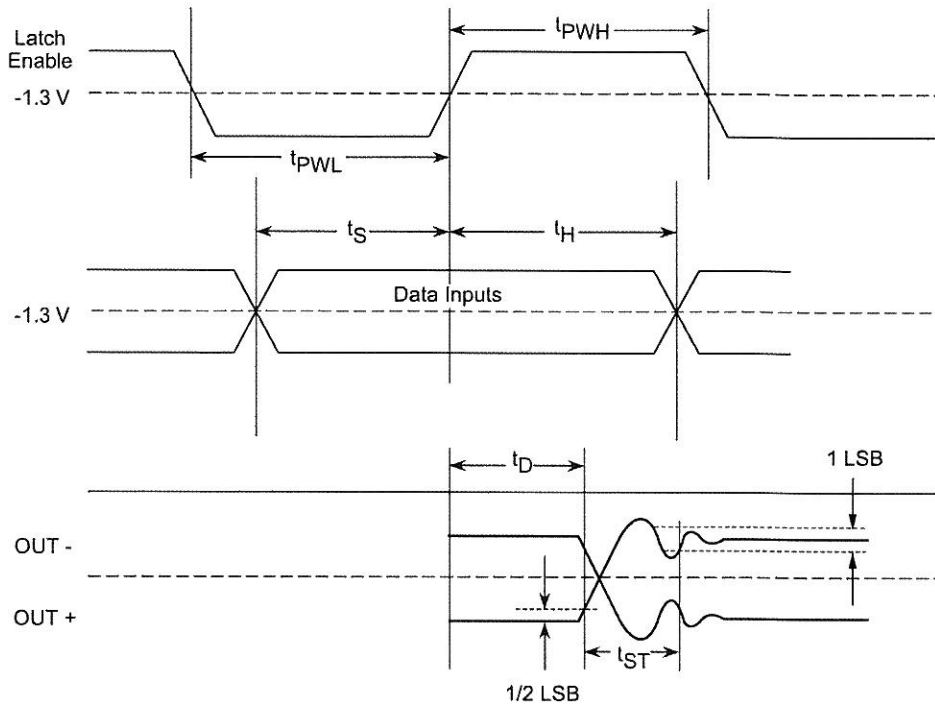 Latch
Enable
tPWH
-1.3 V
tPWL
tS
tH
Data Inputs
-1.3 V
tD
1 LSB
OUT -
OUT +
tST
1/2 LSB